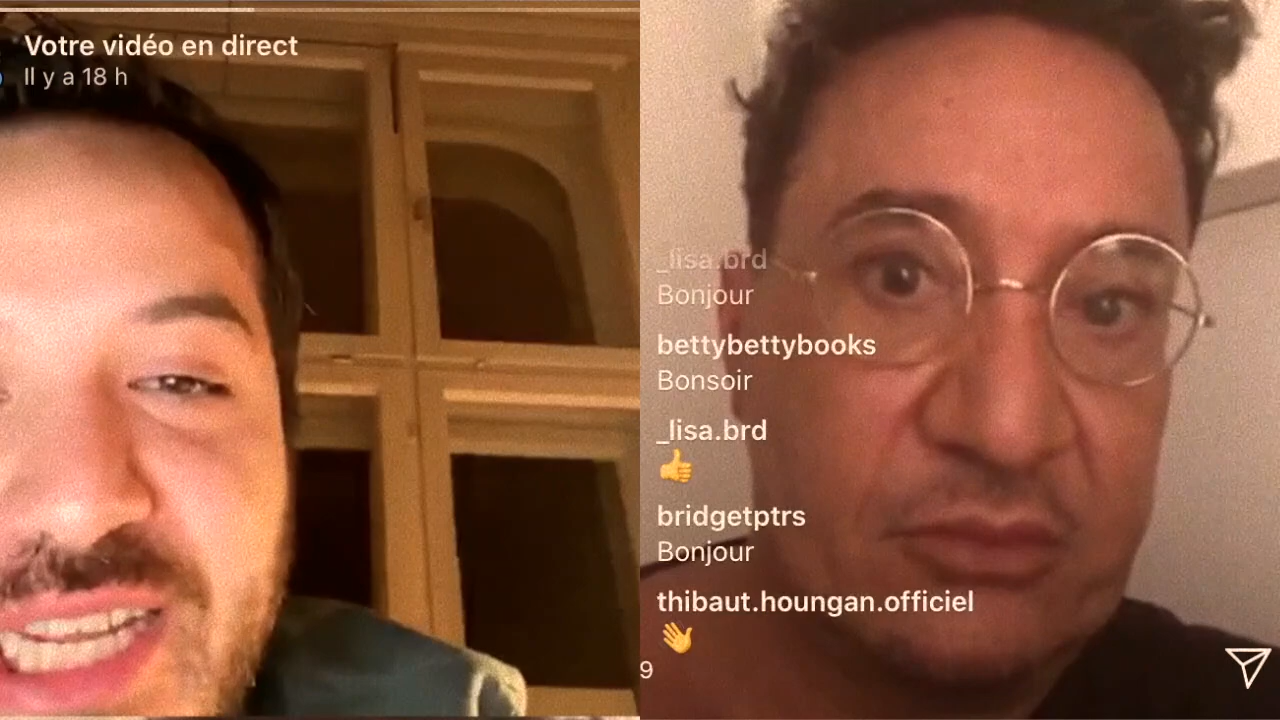 Votre vidéo en direct
Il y a 18 h
_lisa.brd
Bonjour
bettybettybooks
Bonsoir
_lisa.brd
👍
bridgetptrs
Bonjour
thibaut.houngan.officiel
👋
9